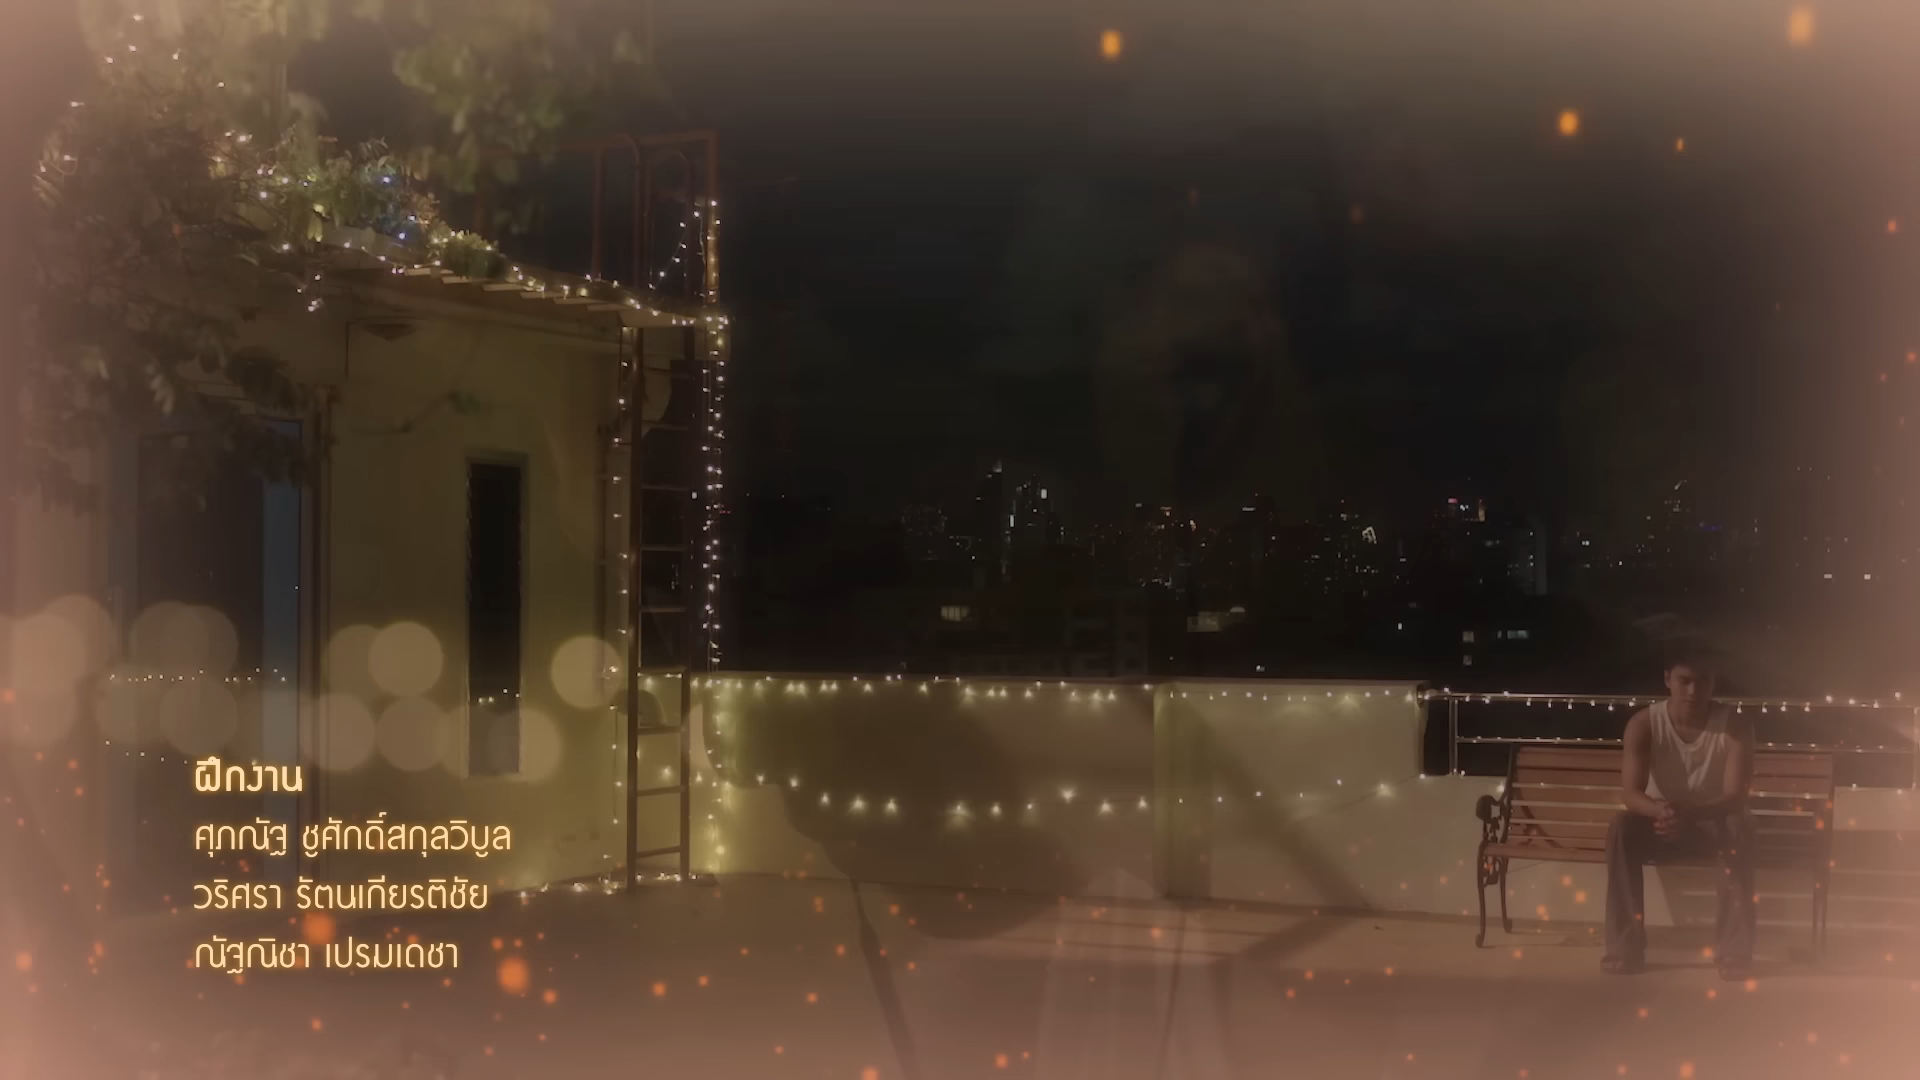 ฝึกงาน
ศุภณัฐ ชูศักดิ์สกุลวิบูล
วริศรา รัตนเกียรติชัย
ณัฐณิชา เปรมเดชา